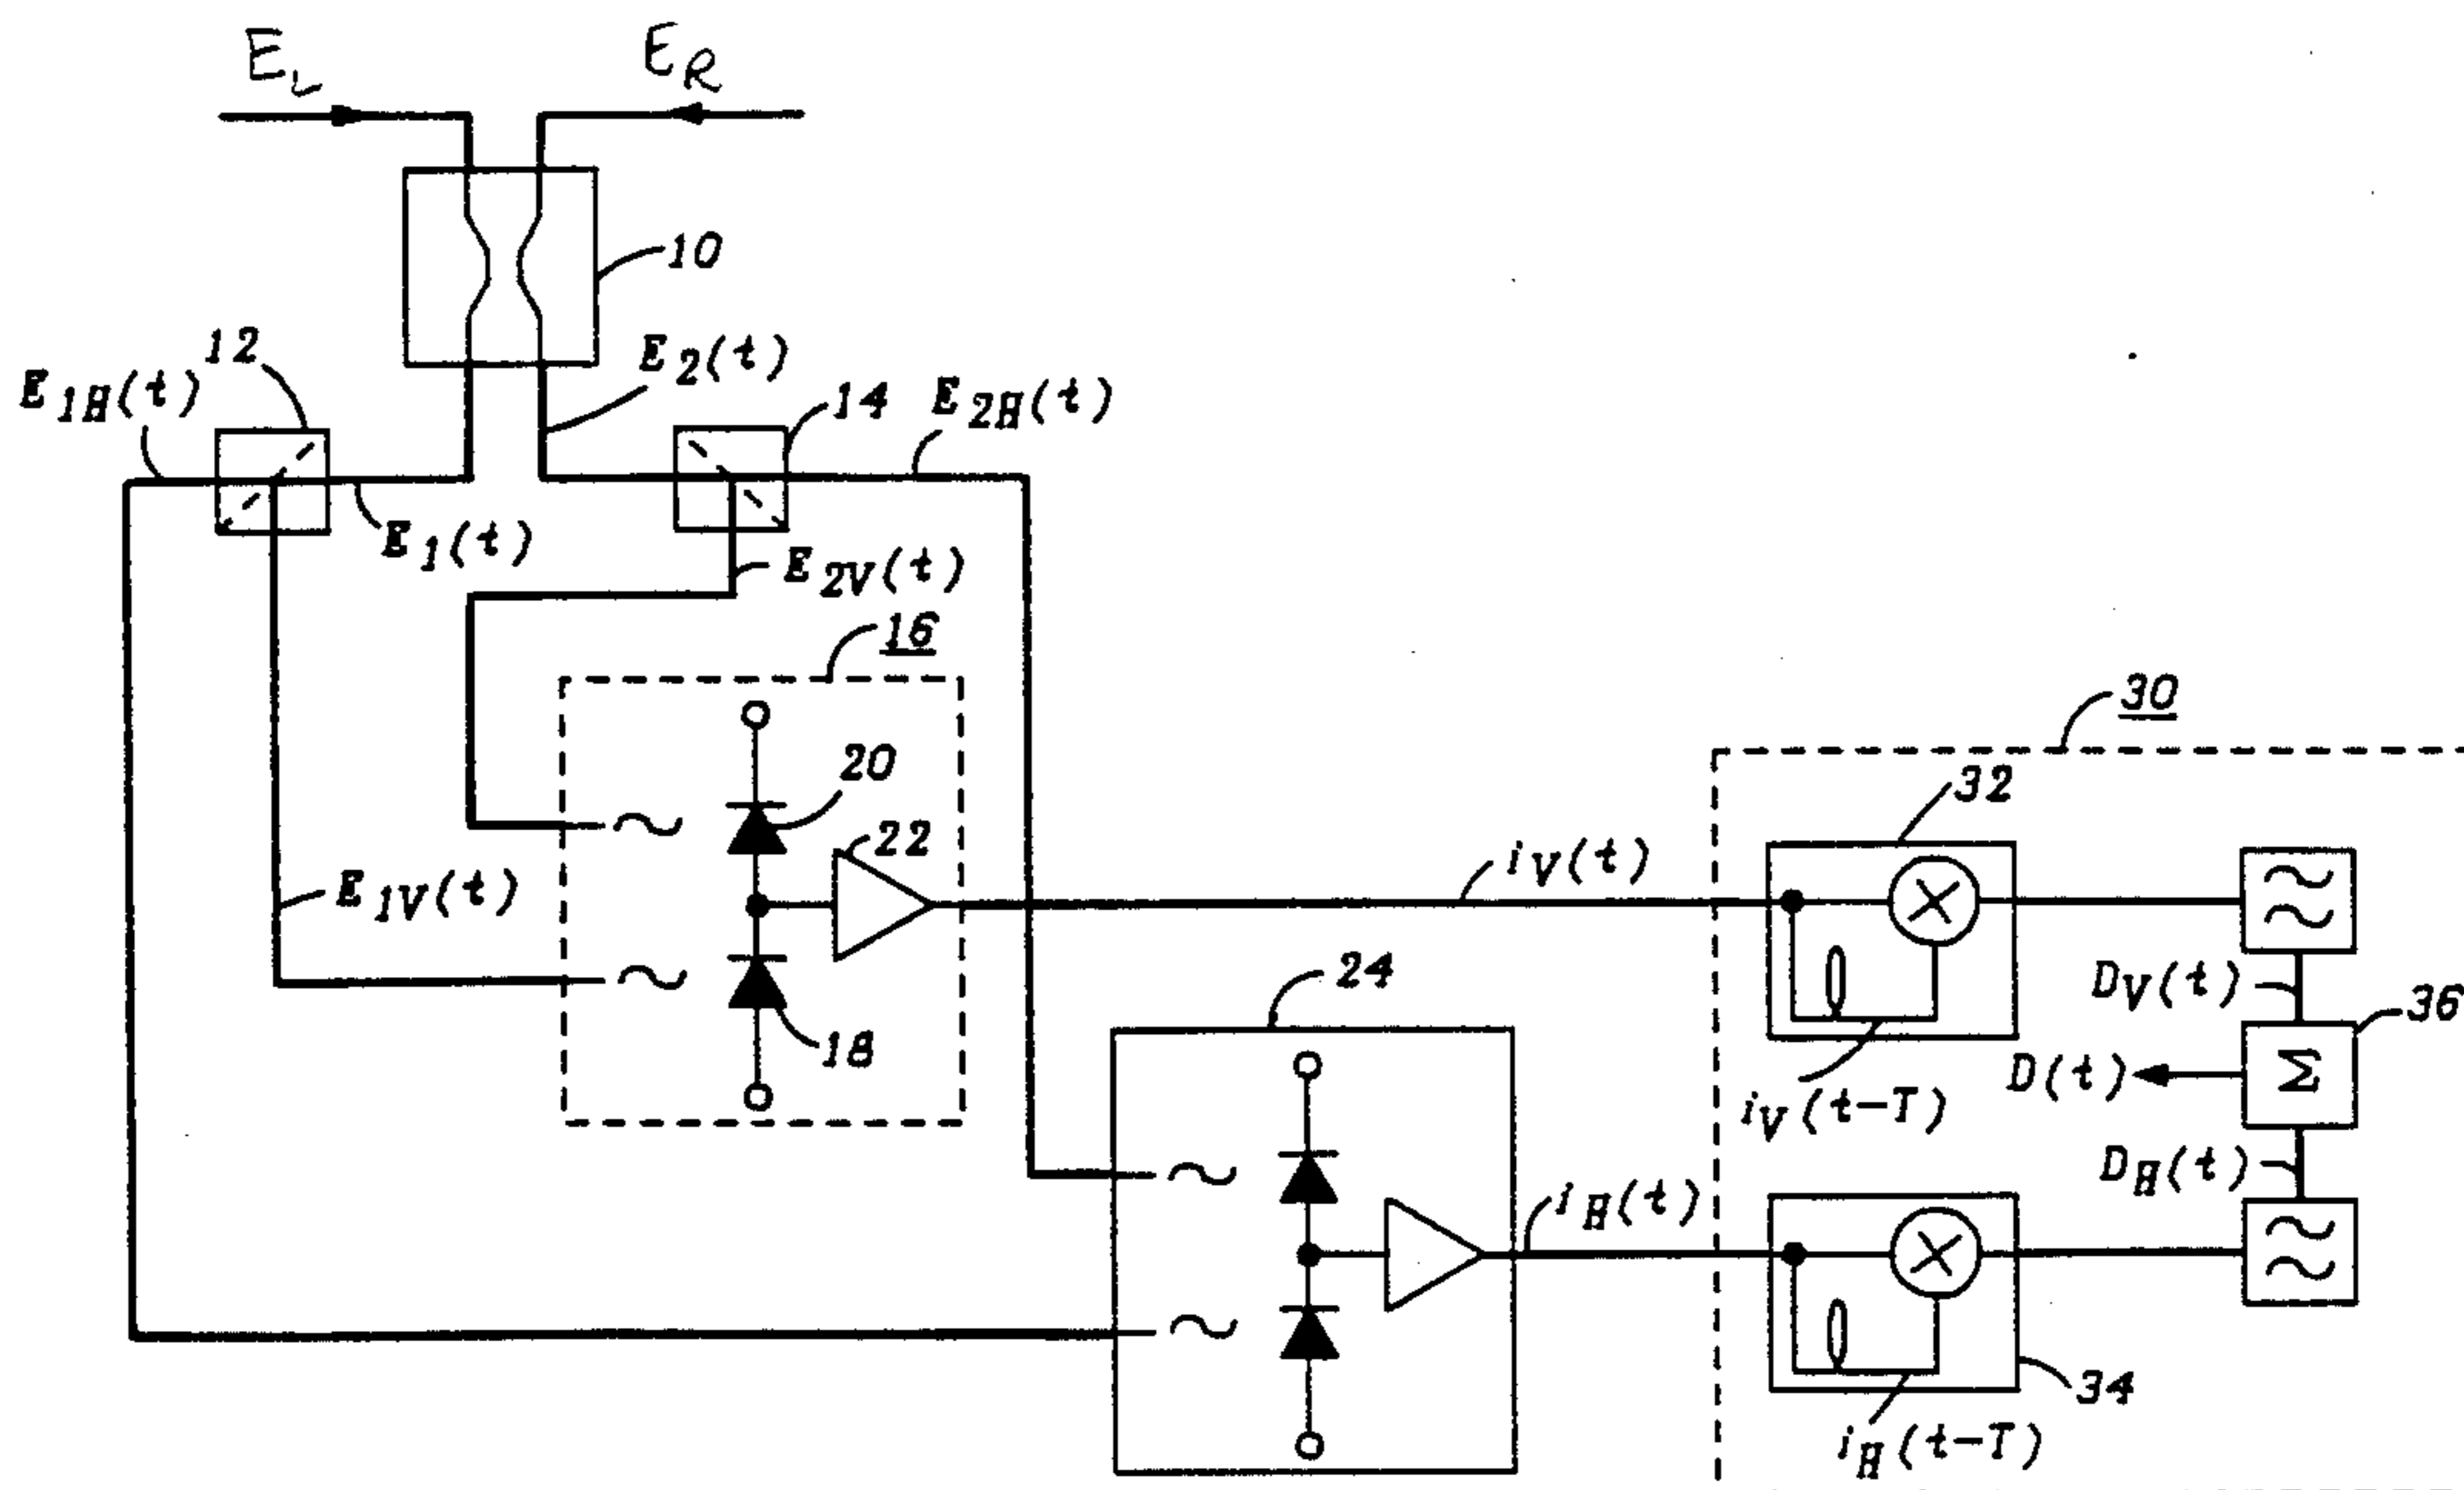 E_L
E_R
10
12
E_2(t)
E_1H(t)
14
E_2H(t)
E_1(t)
E_2V(t)
16
30
20
32
22
i_V(t)
E_1V(t)
24
D_V(t)
36
18
Σ
D(t)
i_V(t-T)
D_H(t)
i_H(t)
34
i_H(t-T)